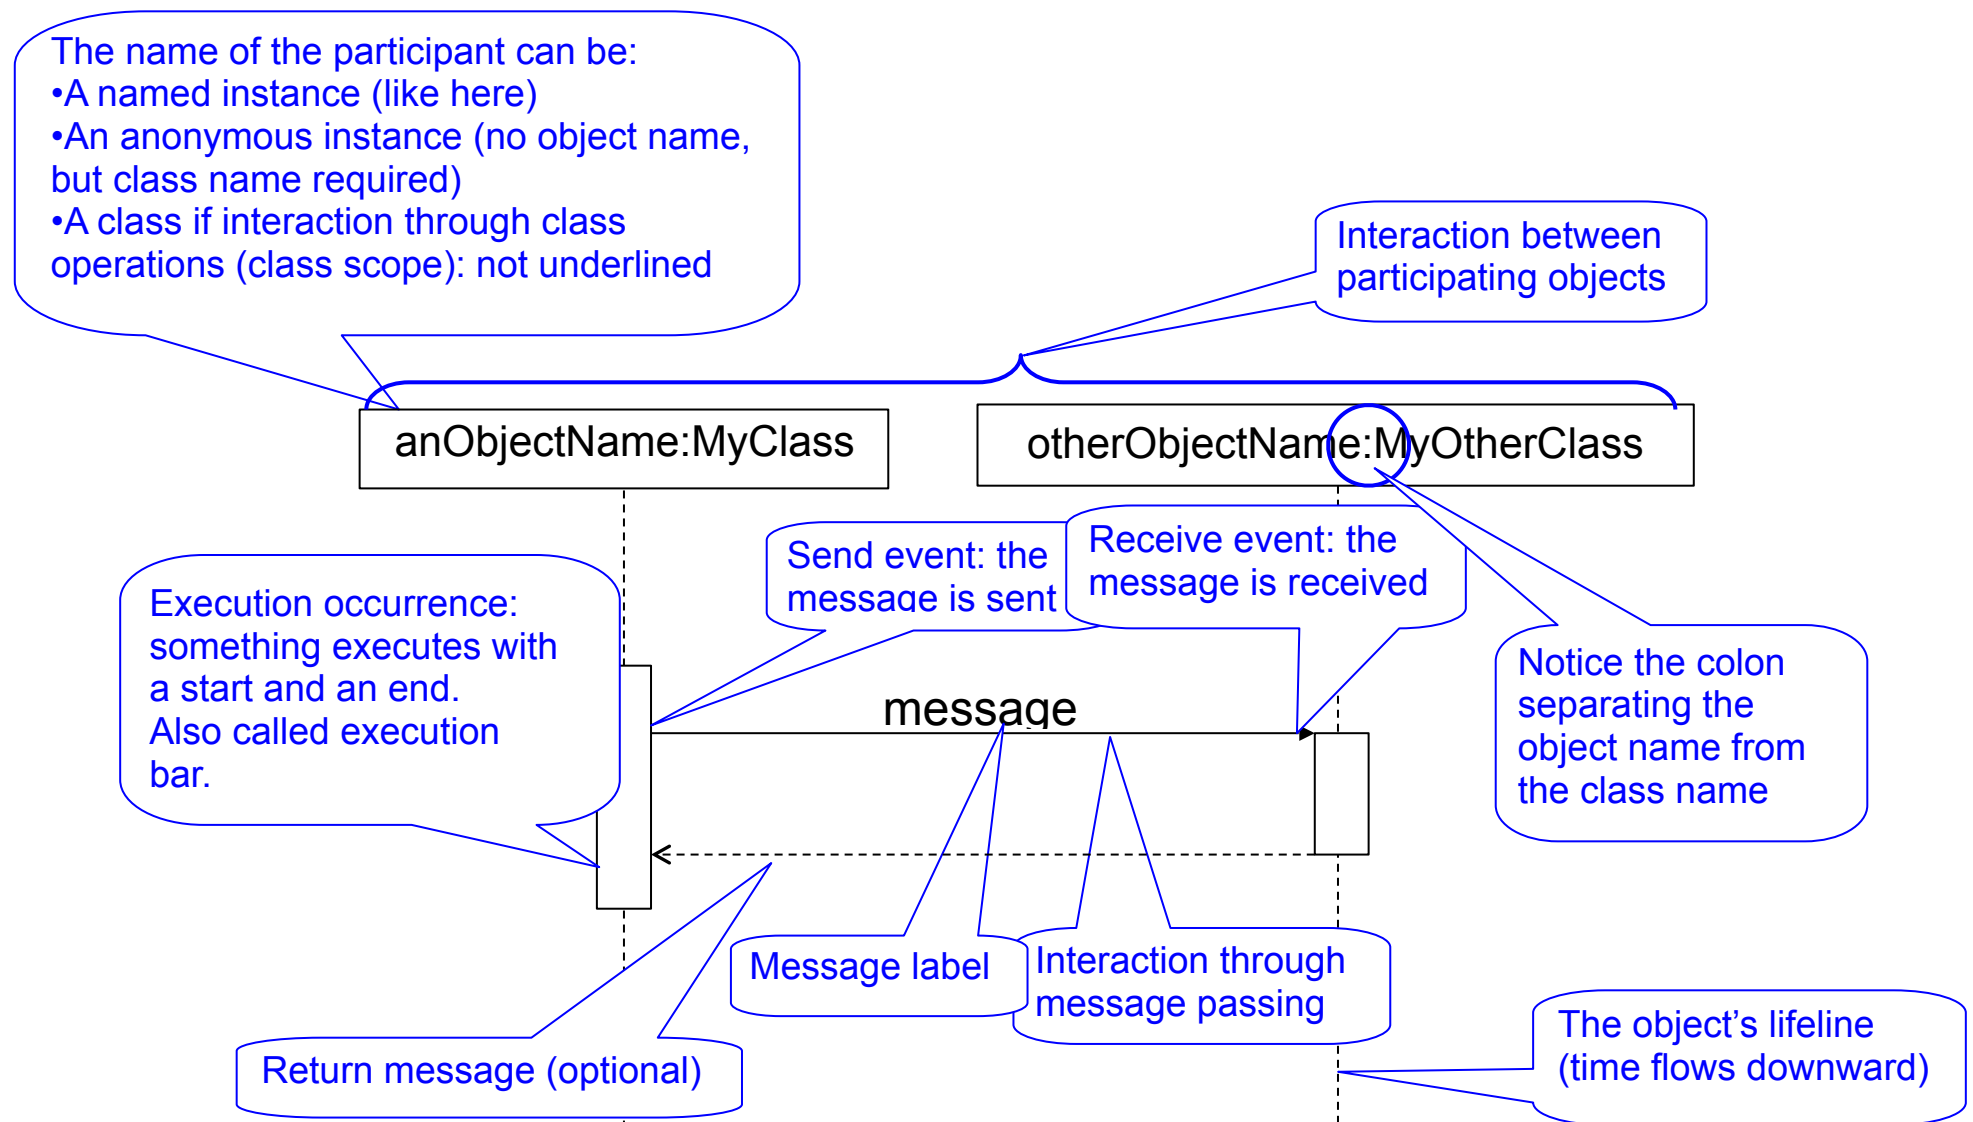 The name of the participant can be:
•A named instance (like here)
•An anonymous instance (no object name,
but class name required)
•A class if interaction through class
operations (class scope): not underlined
Interaction between
participating objects
anObjectName:MyClass
otherObjectName:MyOtherClass
Send event: the
message is sent
Receive event: the
message is received
Execution occurrence:
something executes with
a start and an end.
Also called execution
bar.
Notice the colon
separating the
object name from
the class name
message
Message label
Interaction through
message passing
Return message (optional)
The object’s lifeline
(time flows downward)